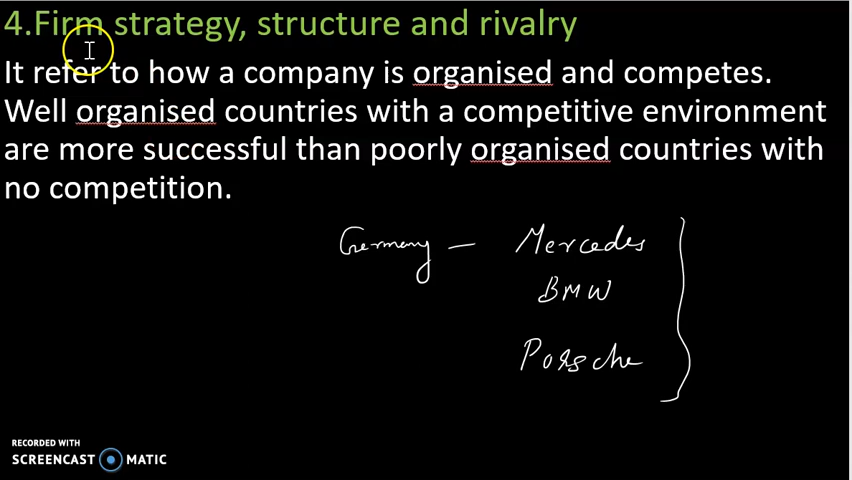 4.Firm strategy, structure and rivalry
It refer to how a company is organised and competes.
Well organised countries with a competitive environment
are more successful than poorly organised countries with
no competition.
Germany — Mercedes
BMW
Porsche
RECORDED WITH
SCREENCAST MATIC